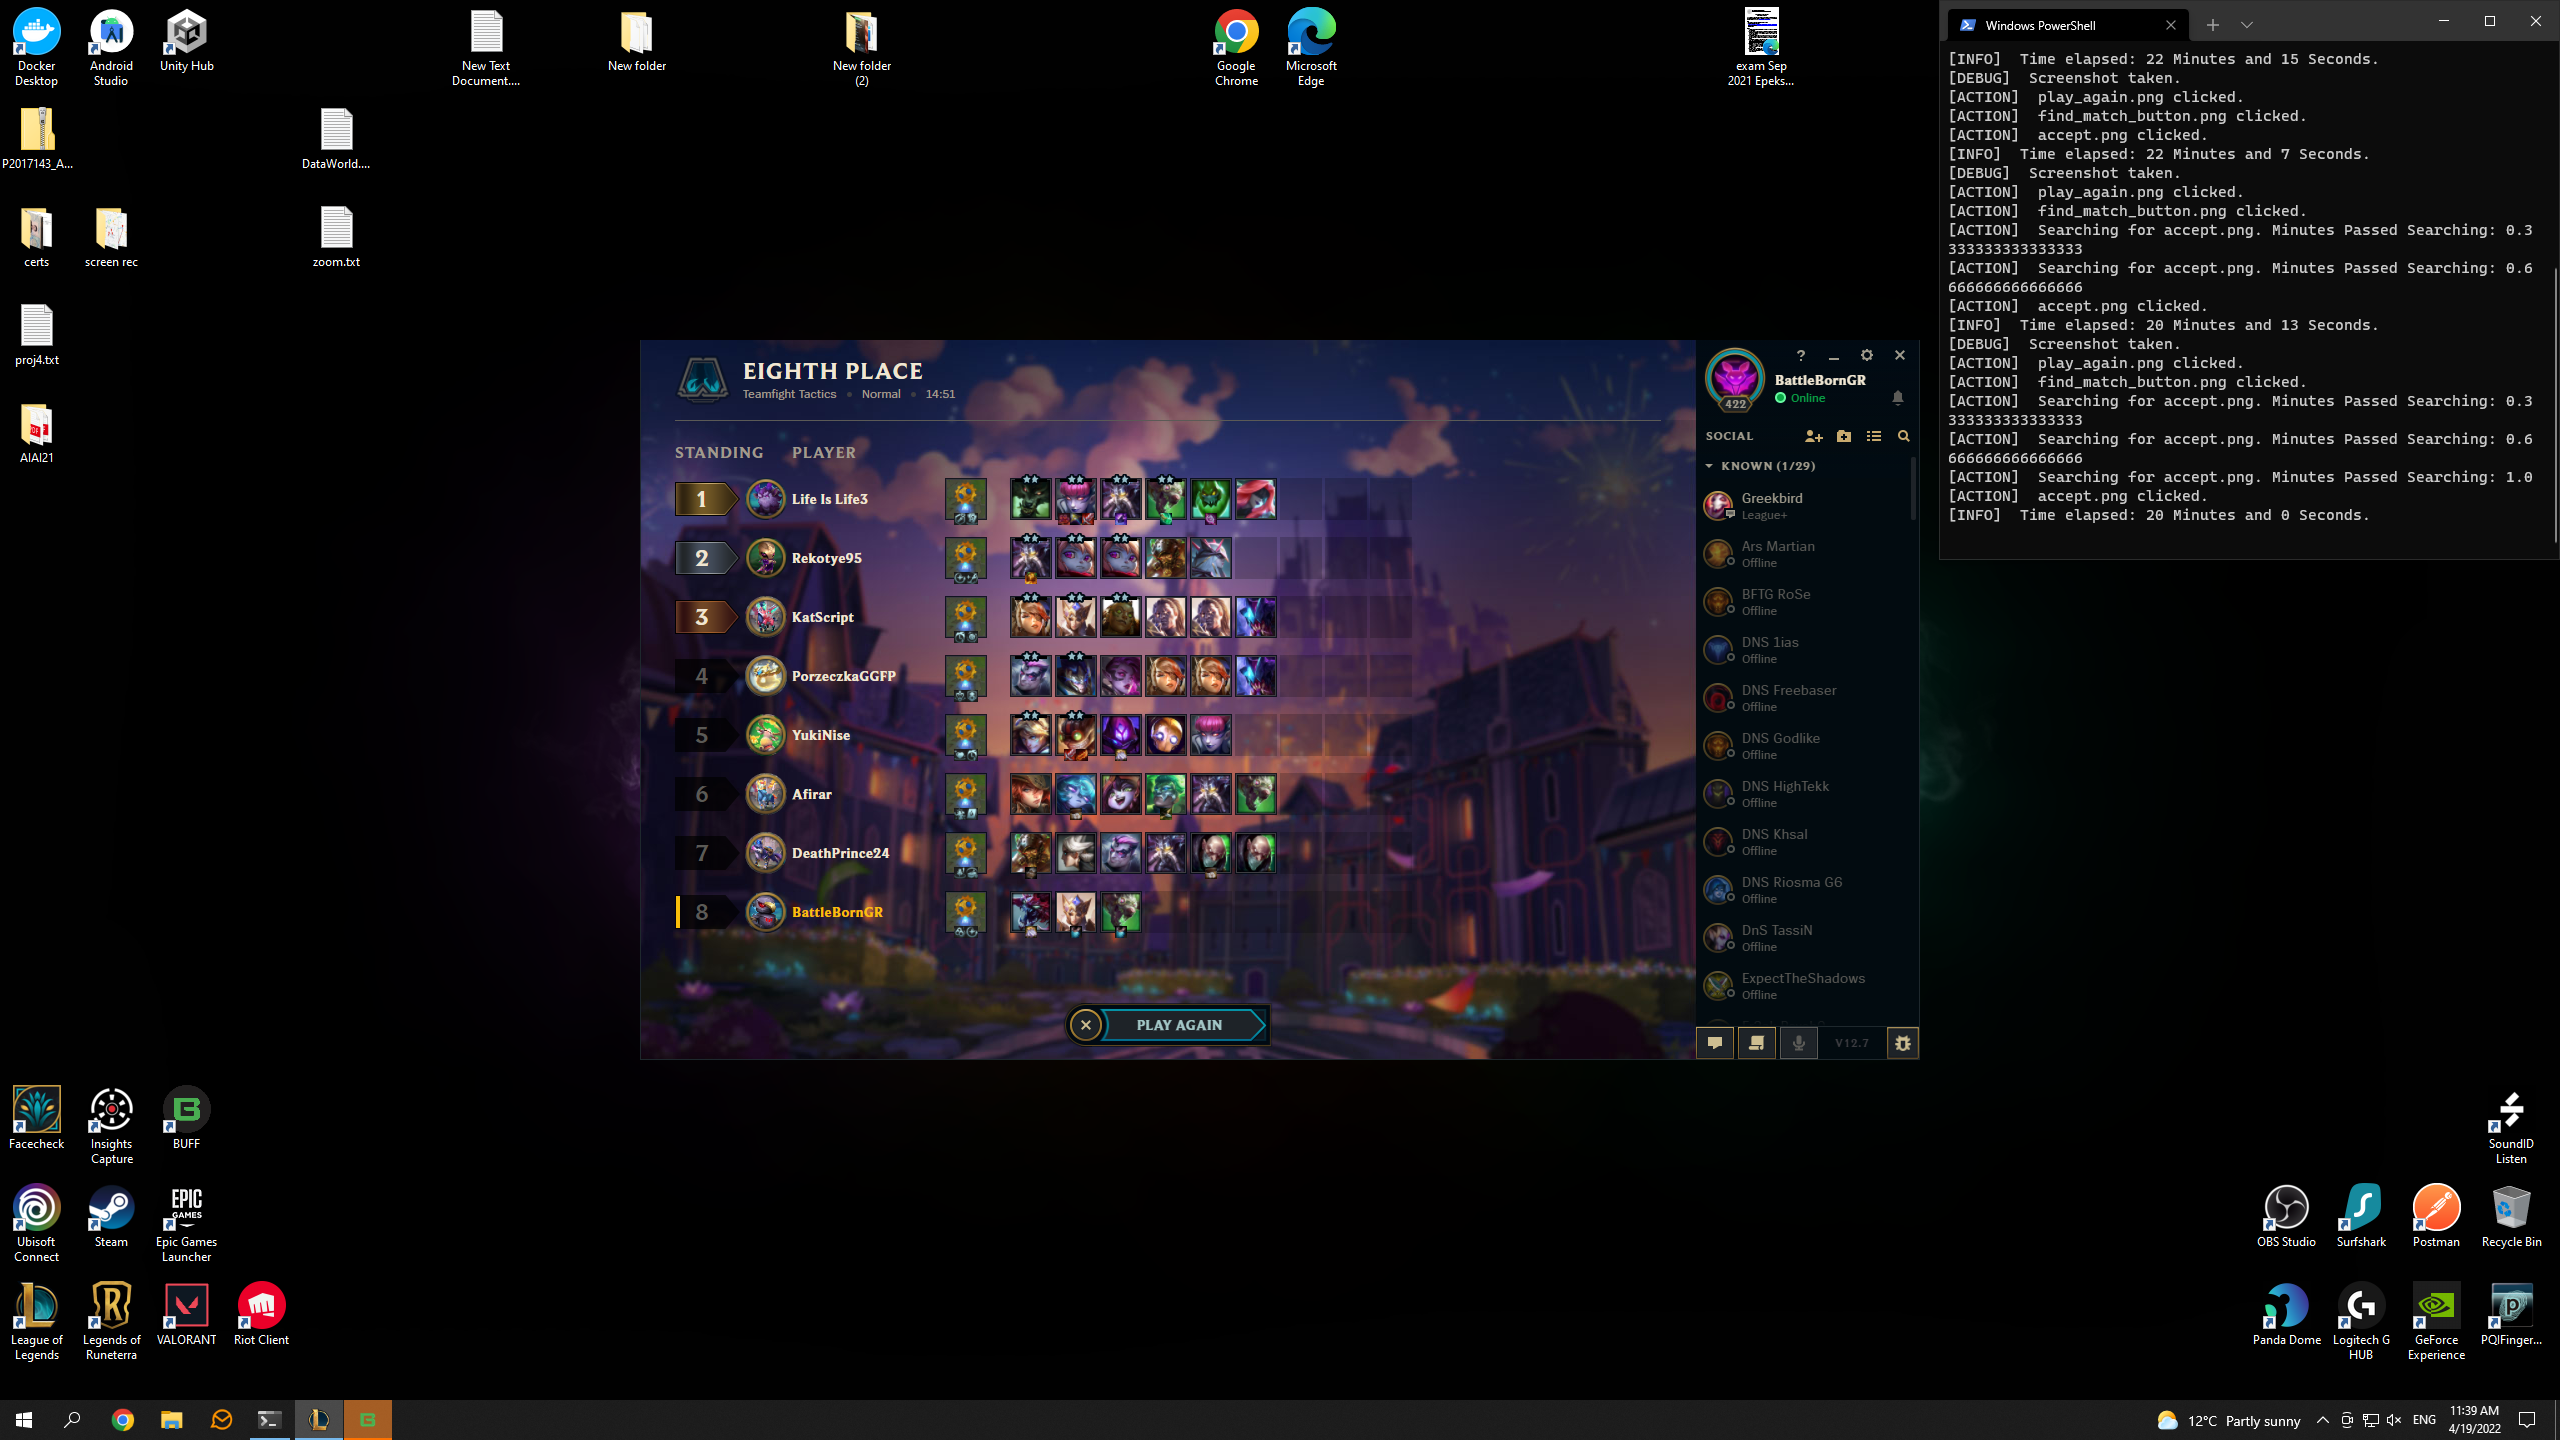 Docker
Desktop
Android
Studio
Unity Hub
New Text
Document....
New folder
New folder
(2)
Google
Chrome
Microsoft
Edge
exam Sep
2021 Epeks...
P2017143_A...
DataWorld....
certs
screen rec
zoom.txt
proj4.txt
AIAI21
Windows PowerShell
[INFO]  Time elapsed: 22 Minutes and 15 Seconds.
[DEBUG]  Screenshot taken.
[ACTION]  play_again.png clicked.
[ACTION]  find_match_button.png clicked.
[ACTION]  accept.png clicked.
[INFO]  Time elapsed: 22 Minutes and 7 Seconds.
[DEBUG]  Screenshot taken.
[ACTION]  play_again.png clicked.
[ACTION]  find_match_button.png clicked.
[ACTION]  Searching for accept.png. Minutes Passed Searching: 0.3
333333333333333
[ACTION]  Searching for accept.png. Minutes Passed Searching: 0.6
666666666666666
[ACTION]  accept.png clicked.
[INFO]  Time elapsed: 20 Minutes and 13 Seconds.
[DEBUG]  Screenshot taken.
[ACTION]  play_again.png clicked.
[ACTION]  find_match_button.png clicked.
[ACTION]  Searching for accept.png. Minutes Passed Searching: 0.3
333333333333333
[ACTION]  Searching for accept.png. Minutes Passed Searching: 0.6
666666666666666
[ACTION]  Searching for accept.png. Minutes Passed Searching: 1.0
[ACTION]  accept.png clicked.
[INFO]  Time elapsed: 20 Minutes and 0 Seconds.
EIGHTH PLACE
Teamfight Tactics • Normal • 14:51
STANDING PLAYER
1 Life Is Life3
2 Rekotye95
3 KatScript
4 PorzeczkaGGFP
5 YukiNise
6 Afirar
7 DeathPrince24
8 BattleBornGR
PLAY AGAIN
?
BattleBornGR
Online
422
SOCIAL
KNOWN (1/29)
Greekbird
League+
Ars Martian
Offline
BFTG RoSe
Offline
DNS 1ias
Offline
DNS Freebaser
Offline
DNS Godlike
Offline
DNS HighTekk
Offline
DNS Khsal
Offline
DNS Riosma G6
Offline
DnS TassiN
Offline
ExpectTheShadows
Offline
V12.7
Facecheck
Insights
Capture
BUFF
Ubisoft
Connect
Steam
EPIC
GAMES
Epic Games
Launcher
League of
Legends
Legends of
Runeterra
VALORANT
Riot Client
SoundID
Listen
OBS Studio
Surfshark
Postman
Recycle Bin
Panda Dome
Logitech G
HUB
GeForce
Experience
PQIFinger...
12°C Partly sunny
ENG
11:39 AM
4/19/2022